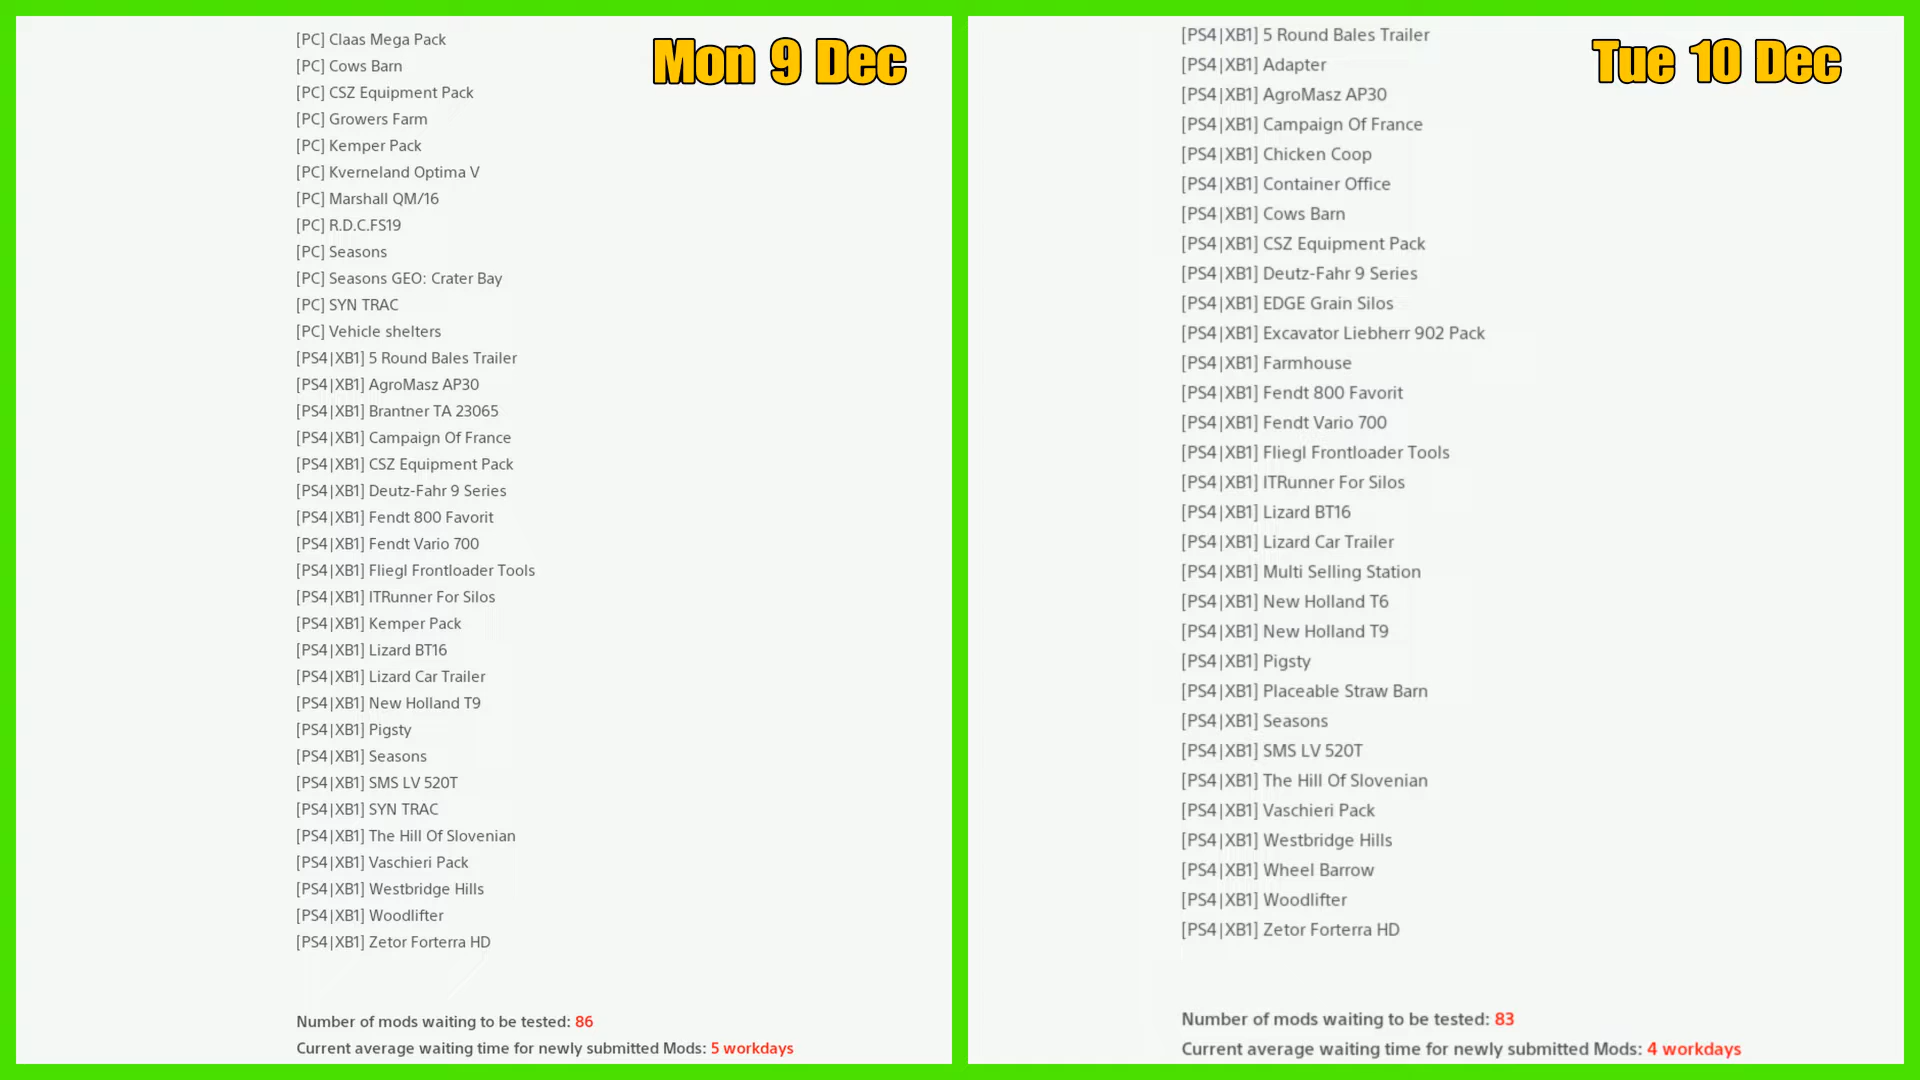 Mon 9 Dec
[PC] Claas Mega Pack
[PC] Cows Barn
[PC] CSZ Equipment Pack
[PC] Growers Farm
[PC] Kemper Pack
[PC] Kverneland Optima V
[PC] Marshall QM/16
[PC] R.D.C.FS19
[PC] Seasons
[PC] Seasons GEO: Crater Bay
[PC] SYN TRAC
[PC] Vehicle shelters
[PS4|XB1] 5 Round Bales Trailer
[PS4|XB1] AgroMasz AP30
[PS4|XB1] Brantner TA 23065
[PS4|XB1] Campaign Of France
[PS4|XB1] CSZ Equipment Pack
[PS4|XB1] Deutz-Fahr 9 Series
[PS4|XB1] Fendt 800 Favorit
[PS4|XB1] Fendt Vario 700
[PS4|XB1] Fliegl Frontloader Tools
[PS4|XB1] ITRunner For Silos
[PS4|XB1] Kemper Pack
[PS4|XB1] Lizard BT16
[PS4|XB1] Lizard Car Trailer
[PS4|XB1] New Holland T9
[PS4|XB1] Pigsty
[PS4|XB1] Seasons
[PS4|XB1] SMS LV 520T
[PS4|XB1] SYN TRAC
[PS4|XB1] The Hill Of Slovenian
[PS4|XB1] Vaschieri Pack
[PS4|XB1] Westbridge Hills
[PS4|XB1] Woodlifter
[PS4|XB1] Zetor Forterra HD
Number of mods waiting to be tested: 86
Current average waiting time for newly submitted Mods: 5 workdays
Tue 10 Dec
[PS4|XB1] 5 Round Bales Trailer
[PS4|XB1] Adapter
[PS4|XB1] AgroMasz AP30
[PS4|XB1] Campaign Of France
[PS4|XB1] Chicken Coop
[PS4|XB1] Container Office
[PS4|XB1] Cows Barn
[PS4|XB1] CSZ Equipment Pack
[PS4|XB1] Deutz-Fahr 9 Series
[PS4|XB1] EDGE Grain Silos
[PS4|XB1] Excavator Liebherr 902 Pack
[PS4|XB1] Farmhouse
[PS4|XB1] Fendt 800 Favorit
[PS4|XB1] Fendt Vario 700
[PS4|XB1] Fliegl Frontloader Tools
[PS4|XB1] ITRunner For Silos
[PS4|XB1] Lizard BT16
[PS4|XB1] Lizard Car Trailer
[PS4|XB1] Multi Selling Station
[PS4|XB1] New Holland T6
[PS4|XB1] New Holland T9
[PS4|XB1] Pigsty
[PS4|XB1] Placeable Straw Barn
[PS4|XB1] Seasons
[PS4|XB1] SMS LV 520T
[PS4|XB1] The Hill Of Slovenian
[PS4|XB1] Vaschieri Pack
[PS4|XB1] Westbridge Hills
[PS4|XB1] Wheel Barrow
[PS4|XB1] Woodlifter
[PS4|XB1] Zetor Forterra HD
Number of mods waiting to be tested: 83
Current average waiting time for newly submitted Mods: 4 workdays